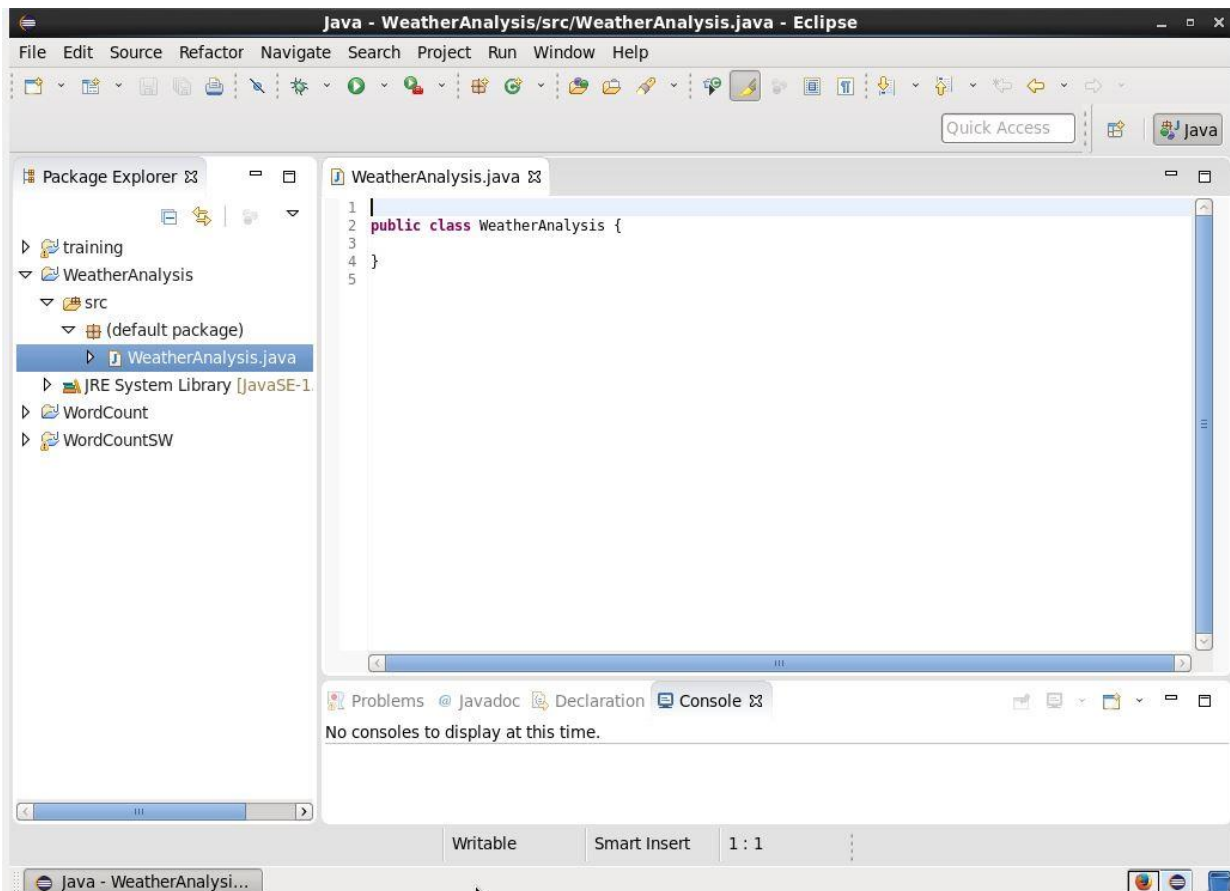 Java - WeatherAnalysis/src/WeatherAnalysis.java - Eclipse
File Edit Source Refactor Navigate Search Project Run Window Help
Quick Access
Java
Package Explorer
training
WeatherAnalysis
src
(default package)
WeatherAnalysis.java
JRE System Library [JavaSE-1.
WordCount
WordCountSW
WeatherAnalysis.java
1
2 public class WeatherAnalysis {
3
4 }
5
Problems @ Javadoc Declaration Console
No consoles to display at this time.
Writable Smart Insert 1 : 1
Java - WeatherAnalysi...